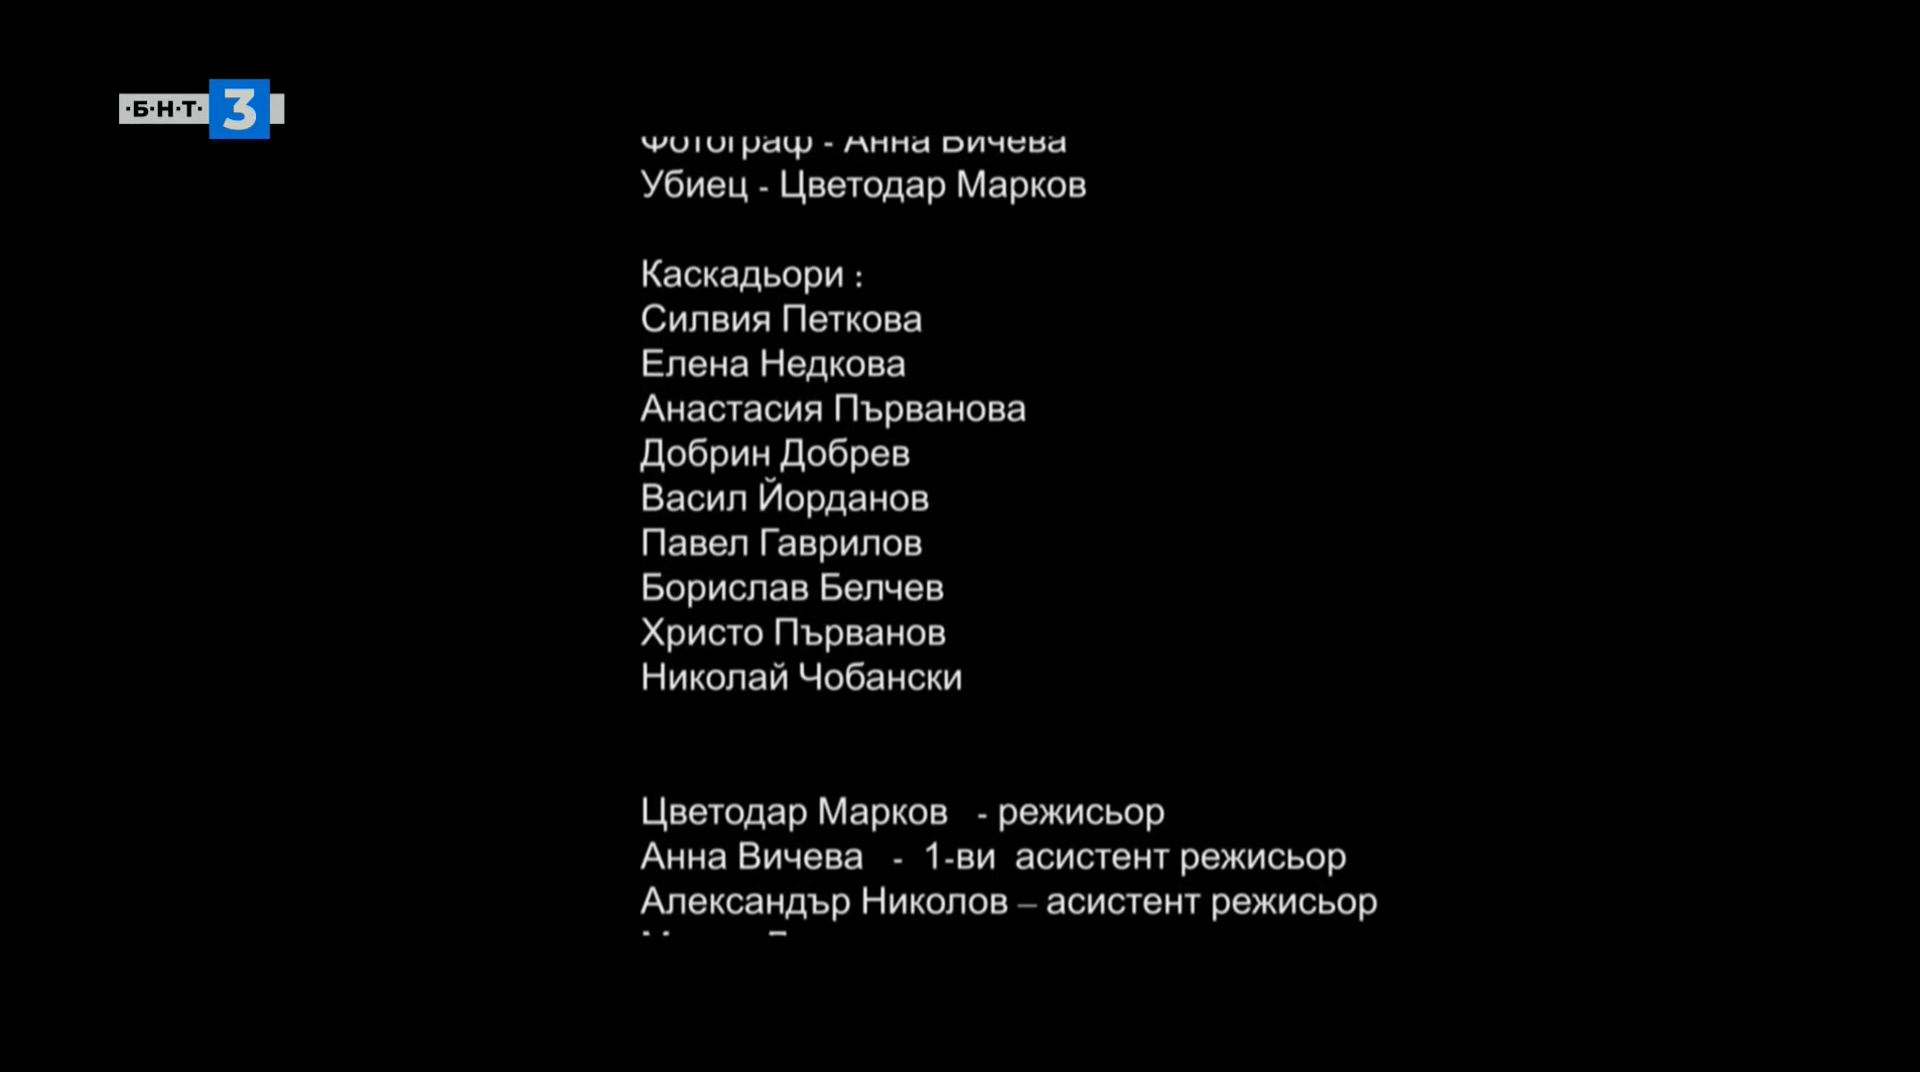 ·Б·Н·Т· 3
Фотограф - Анна Вичева
Убиец - Цветодар Марков
Каскадьори :
Силвия Петкова
Елена Недкова
Анастасия Първанова
Добрин Добрев
Васил Йорданов
Павел Гаврилов
Борислав Белчев
Христо Първанов
Николай Чобански
Цветодар Марков - режисьор
Анна Вичева - 1-ви асистент режисьор
Александър Николов – асистент режисьор